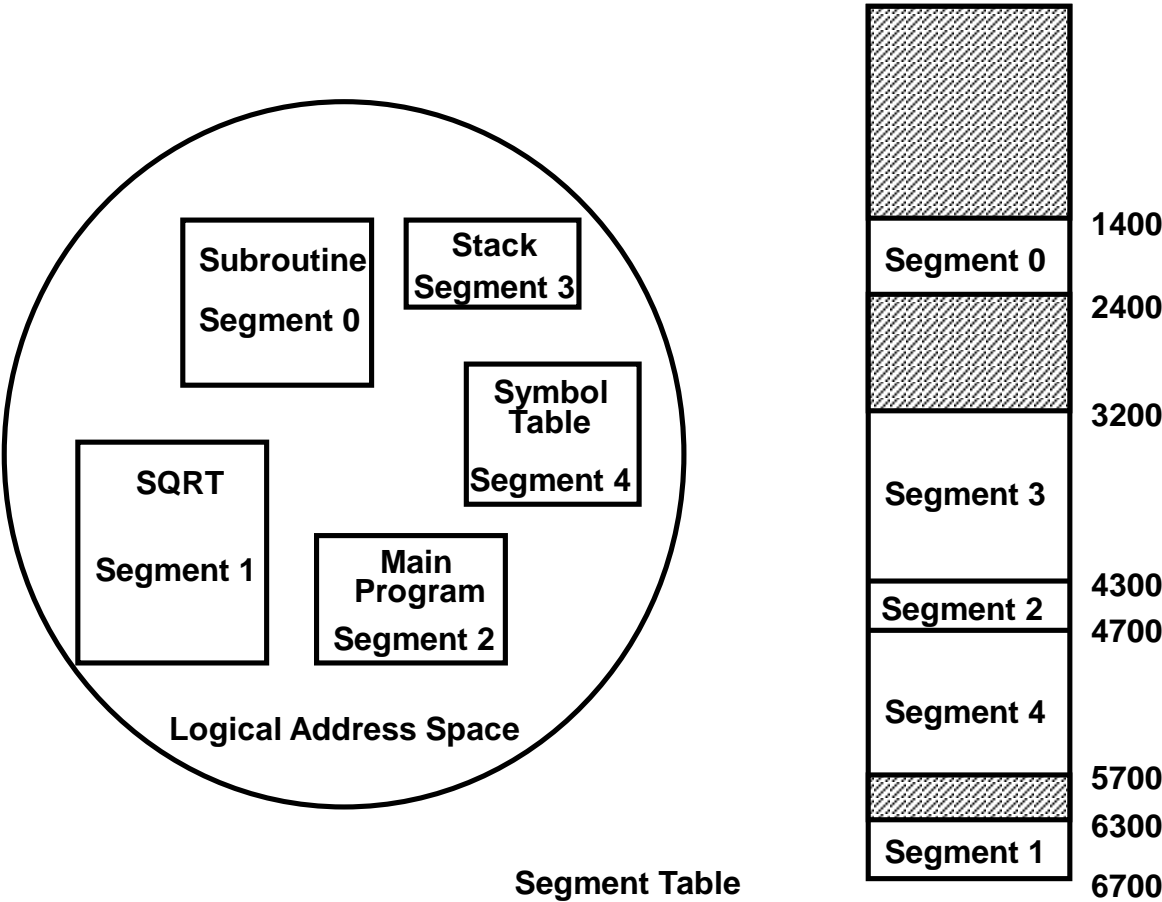 Subroutine
Segment 0
Stack
Segment 3
Symbol
Table
Segment 4
SQRT
Segment 1
Main
Program
Segment 2
Logical Address Space
Segment Table
1400
Segment 0
2400
3200
Segment 3
4300
Segment 2
4700
Segment 4
5700
6300
Segment 1
6700